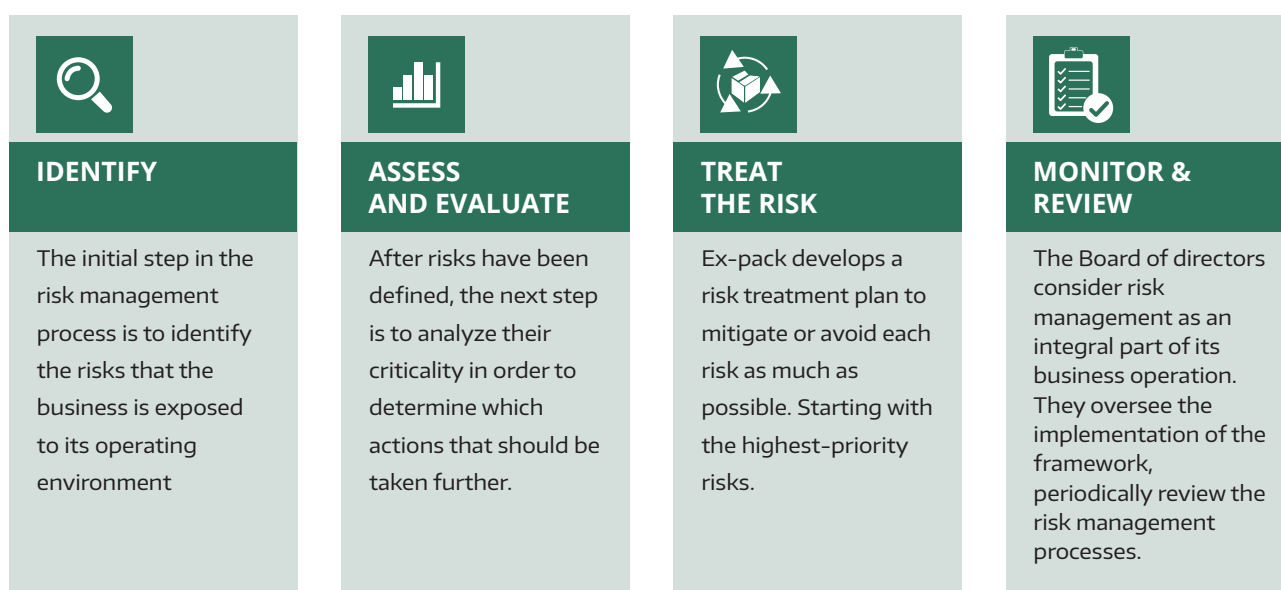 IDENTIFY
The initial step in the
risk management
process is to identify
the risks that the
business is exposed
to its operating
environment
ASSESS
AND EVALUATE
After risks have been
defined, the next step
is to analyze their
criticality in order to
determine which
actions that should be
taken further.
TREAT
THE RISK
Ex-pack develops a
risk treatment plan to
mitigate or avoid each
risk as much as
possible. Starting with
the highest-priority
risks.
MONITOR &
REVIEW
The Board of directors
consider risk
management as an
integral part of its
business operation.
They oversee the
implementation of the
framework,
periodically review the
risk management
processes.